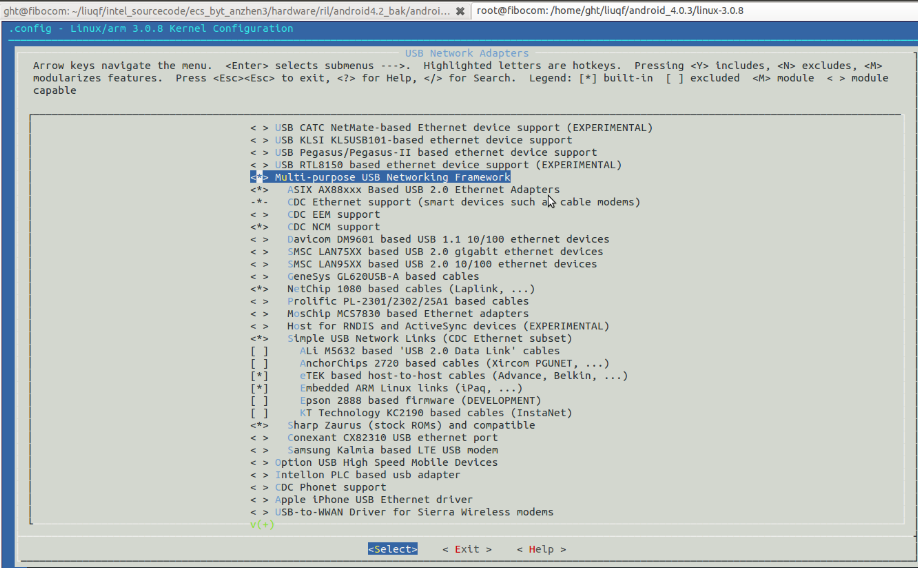 ght@fibocom: ~/liuqf/intel_sourcecode/ecs_byt_anzhen3/hardware/ril/android4.2_bak/androi... ✖ root@fibocom: /home/ght/liuqf/android_4.0.3/linux-3.0.8
.config - Linux/arm 3.0.8 Kernel Configuration
USB Network Adapters
Arrow keys navigate the menu. <Enter> selects submenus --->. Highlighted letters are hotkeys. Pressing <Y> includes, <N> excludes, <M>
modularizes features. Press <Esc><Esc> to exit, <?> for Help, </> for Search. Legend: [*] built-in [ ] excluded <M> module < > module
capable
< > USB CATC NetMate-based Ethernet device support (EXPERIMENTAL)
< > USB KLSI KL5USB101-based ethernet device support
< > USB Pegasus/Pegasus-II based ethernet device support
< > USB RTL8150 based ethernet device support (EXPERIMENTAL)
<*> Multi-purpose USB Networking Framework
<*> ASIX AX88xxx Based USB 2.0 Ethernet Adapters
-*- CDC Ethernet support (smart devices such as cable modems)
< > CDC EEM support
<*> CDC NCM support
< > Davicom DM9601 based USB 1.1 10/100 ethernet devices
< > SMSC LAN75XX based USB 2.0 gigabit ethernet devices
< > SMSC LAN95XX based USB 2.0 10/100 ethernet devices
< > GeneSys GL620USB-A based cables
<*> NetChip 1080 based cables (Laplink, ...)
< > Prolific PL-2301/2302/25A1 based cables
< > MosChip MCS7830 based Ethernet adapters
< > Host for RNDIS and ActiveSync devices (EXPERIMENTAL)
<*> Simple USB Network Links (CDC Ethernet subset)
[ ] ALi M5632 based 'USB 2.0 Data Link' cables
[ ] AnchorChips 2720 based cables (Xircom PGUNET, ...)
[*] eTEK based host-to-host cables (Advance, Belkin, ...)
[*] Embedded ARM Linux links (iPaq, ...)
[ ] Epson 2888 based firmware (DEVELOPMENT)
[ ] KT Technology KC2190 based cables (InstaNet)
<*> Sharp Zaurus (stock ROMs) and compatible
< > Conexant CX82310 USB ethernet port
< > Samsung Kalmia based LTE USB modem
< > Option USB High Speed Mobile Devices
< > Intellon PLC based usb adapter
< > CDC Phonet support
< > Apple iPhone USB Ethernet driver
< > USB-to-WWAN Driver for Sierra Wireless modems
v(+)
<Select> < Exit > < Help >